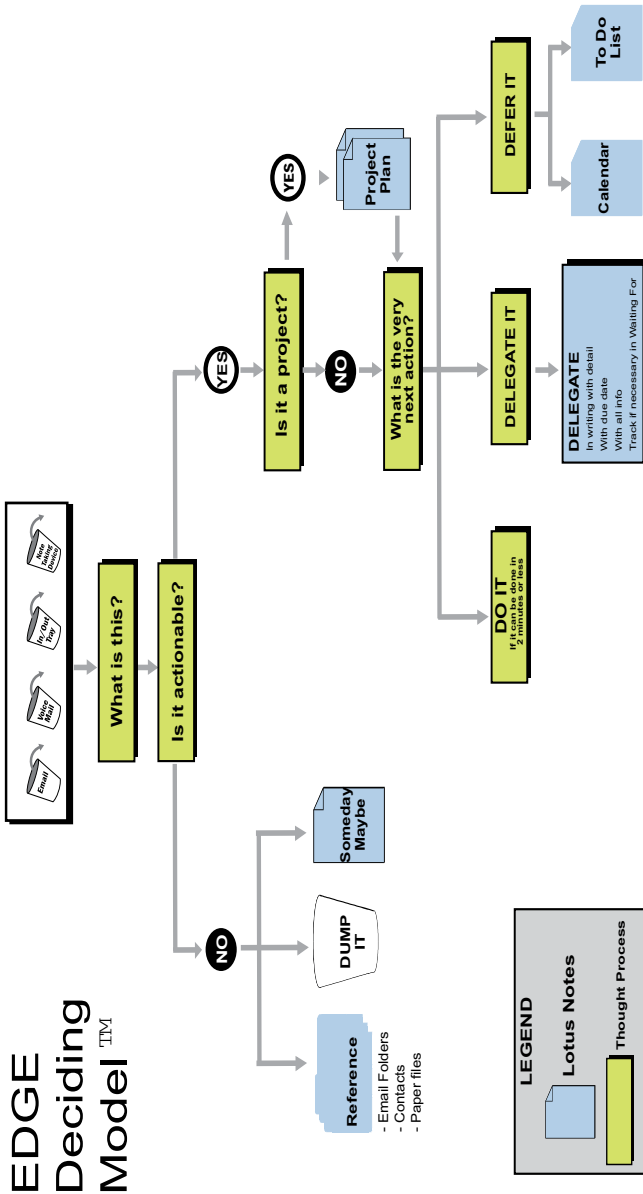 EDGE
Deciding
Model ™
Email
Voice
Mail
In/Out
Tray
Note
Taking
Device
What is this?
Is it actionable?
NO
YES
Reference
- Email Folders
- Contacts
- Paper files
DUMP
IT
Someday
Maybe
Is it a project?
YES
NO
Project
Plan
What is the very
next action?
DO IT
If it can be done in
2 minutes or less
DELEGATE IT
DEFER IT
DELEGATE
In writing with detail
With due date
With all info
Track if necessary in Waiting For
Calendar
To Do
List
LEGEND
Lotus Notes
Thought Process